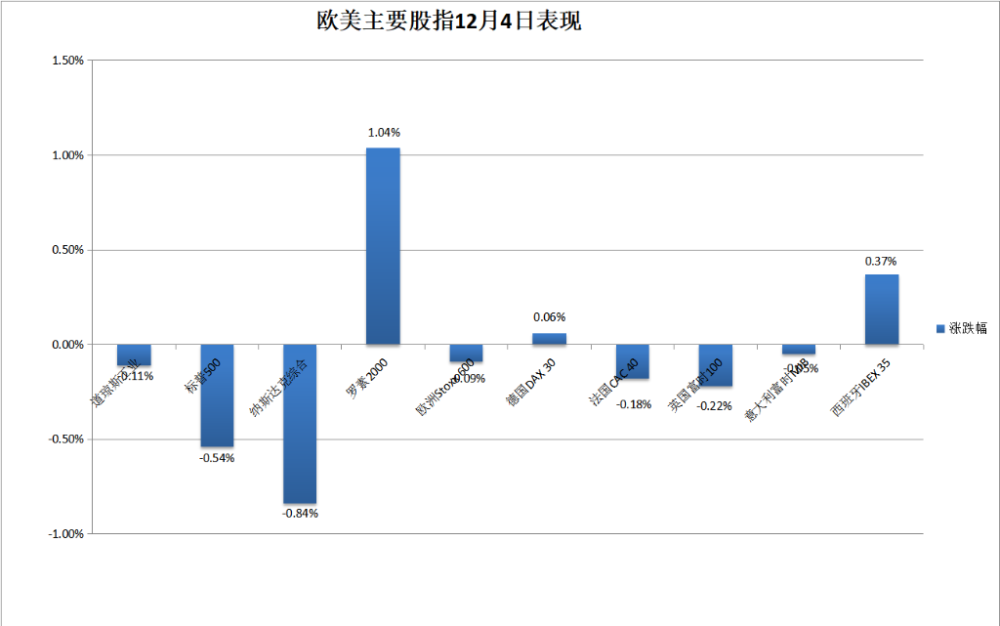 欧美主要股指12月4日表现
1.50%
1.00%
0.50%
0.00%
-0.50%
-1.00%
1.04%
0.37%
0.06%
-0.11%
-0.54%
-0.84%
-0.09%
-0.18%
-0.22%
-0.05%
道琼斯工业
标普500
纳斯达克综合
罗素2000
欧洲Stoxx600
德国DAX 30
法国CAC 40
英国富时100
意大利富时MIB
西班牙IBEX 35
涨跌幅